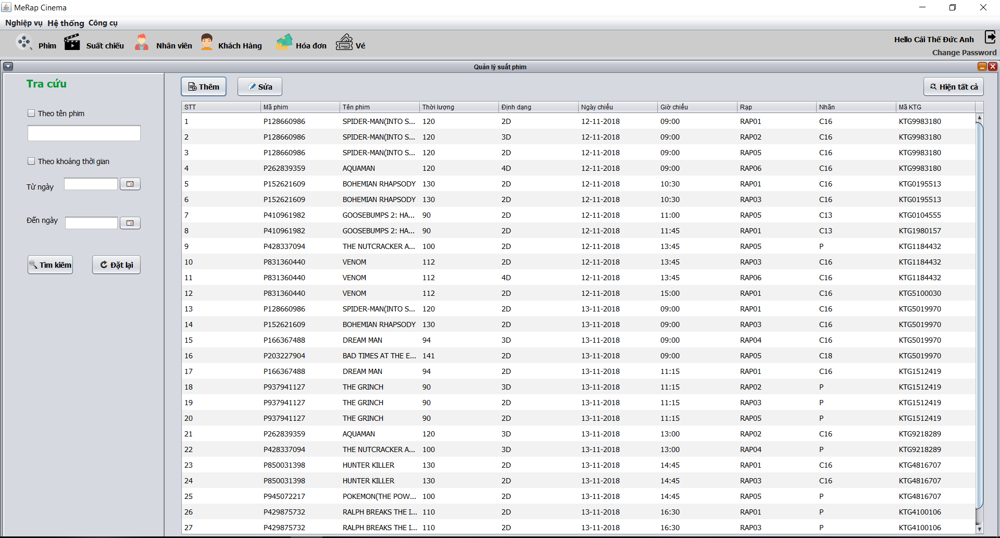 MeRap Cinema
Nghiệp vụ Hệ thống Công cụ
Phim Suất chiếu Nhân viên Khách Hàng Hóa đơn Vé
Hello Cái Thế Đức Anh
Change Password
Quản lý suất phim
Tra cứu
Theo tên phim
Theo khoảng thời gian
Từ ngày
Đến ngày
Tìm kiếm Đặt lại
Thêm Sửa Hiện tất cả
STT Mã phim Tên phim Thời lượng Định dạng Ngày chiếu Giờ chiếu Rạp Nhãn Mã KTG
1 P128660986 SPIDER-MAN(INTO S... 120 2D 12-11-2018 09:00 RAP01 C16 KTG9983180
2 P128660986 SPIDER-MAN(INTO S... 120 3D 12-11-2018 09:00 RAP02 C16 KTG9983180
3 P128660986 SPIDER-MAN(INTO S... 120 2D 12-11-2018 09:00 RAP05 C16 KTG9983180
4 P262839359 AQUAMAN 120 4D 12-11-2018 09:00 RAP06 C16 KTG9983180
5 P152621609 BOHEMIAN RHAPSODY 130 2D 12-11-2018 10:30 RAP01 C16 KTG0195513
6 P152621609 BOHEMIAN RHAPSODY 130 2D 12-11-2018 10:30 RAP03 C16 KTG0195513
7 P410961982 GOOSEBUMPS 2: HA... 90 2D 12-11-2018 11:00 RAP05 C13 KTG0104555
8 P410961982 GOOSEBUMPS 2: HA... 90 2D 12-11-2018 11:45 RAP01 C13 KTG1980157
9 P428337094 THE NUTCRACKER A... 100 2D 12-11-2018 13:45 RAP05 P KTG1184432
10 P831360440 VENOM 112 2D 12-11-2018 13:45 RAP03 C16 KTG1184432
11 P831360440 VENOM 112 4D 12-11-2018 13:45 RAP06 C16 KTG1184432
12 P831360440 VENOM 112 2D 12-11-2018 15:00 RAP01 C16 KTG5100030
13 P128660986 SPIDER-MAN(INTO S... 120 2D 13-11-2018 09:00 RAP01 C16 KTG5019970
14 P152621609 BOHEMIAN RHAPSODY 130 2D 13-11-2018 09:00 RAP03 C16 KTG5019970
15 P166367488 DREAM MAN 94 3D 13-11-2018 09:00 RAP04 C16 KTG5019970
16 P203227904 BAD TIMES AT THE E... 141 2D 13-11-2018 09:00 RAP05 C18 KTG5019970
17 P166367488 DREAM MAN 94 2D 13-11-2018 11:15 RAP01 C16 KTG1512419
18 P937941127 THE GRINCH 90 3D 13-11-2018 11:15 RAP02 P KTG1512419
19 P937941127 THE GRINCH 90 2D 13-11-2018 11:15 RAP03 P KTG1512419
20 P937941127 THE GRINCH 90 2D 13-11-2018 11:15 RAP05 P KTG1512419
21 P262839359 AQUAMAN 120 3D 13-11-2018 13:00 RAP02 C16 KTG9218289
22 P428337094 THE NUTCRACKER A... 100 3D 13-11-2018 13:00 RAP04 P KTG9218289
23 P850031398 HUNTER KILLER 130 2D 13-11-2018 14:45 RAP01 C16 KTG4816707
24 P850031398 HUNTER KILLER 130 2D 13-11-2018 14:45 RAP03 C16 KTG4816707
25 P945072217 POKEMON(THE POW... 100 2D 13-11-2018 14:45 RAP05 P KTG4816707
26 P429875732 RALPH BREAKS THE I... 110 2D 13-11-2018 16:30 RAP01 P KTG4100106
27 P429875732 RALPH BREAKS THE I... 110 2D 13-11-2018 16:30 RAP03 P KTG4100106